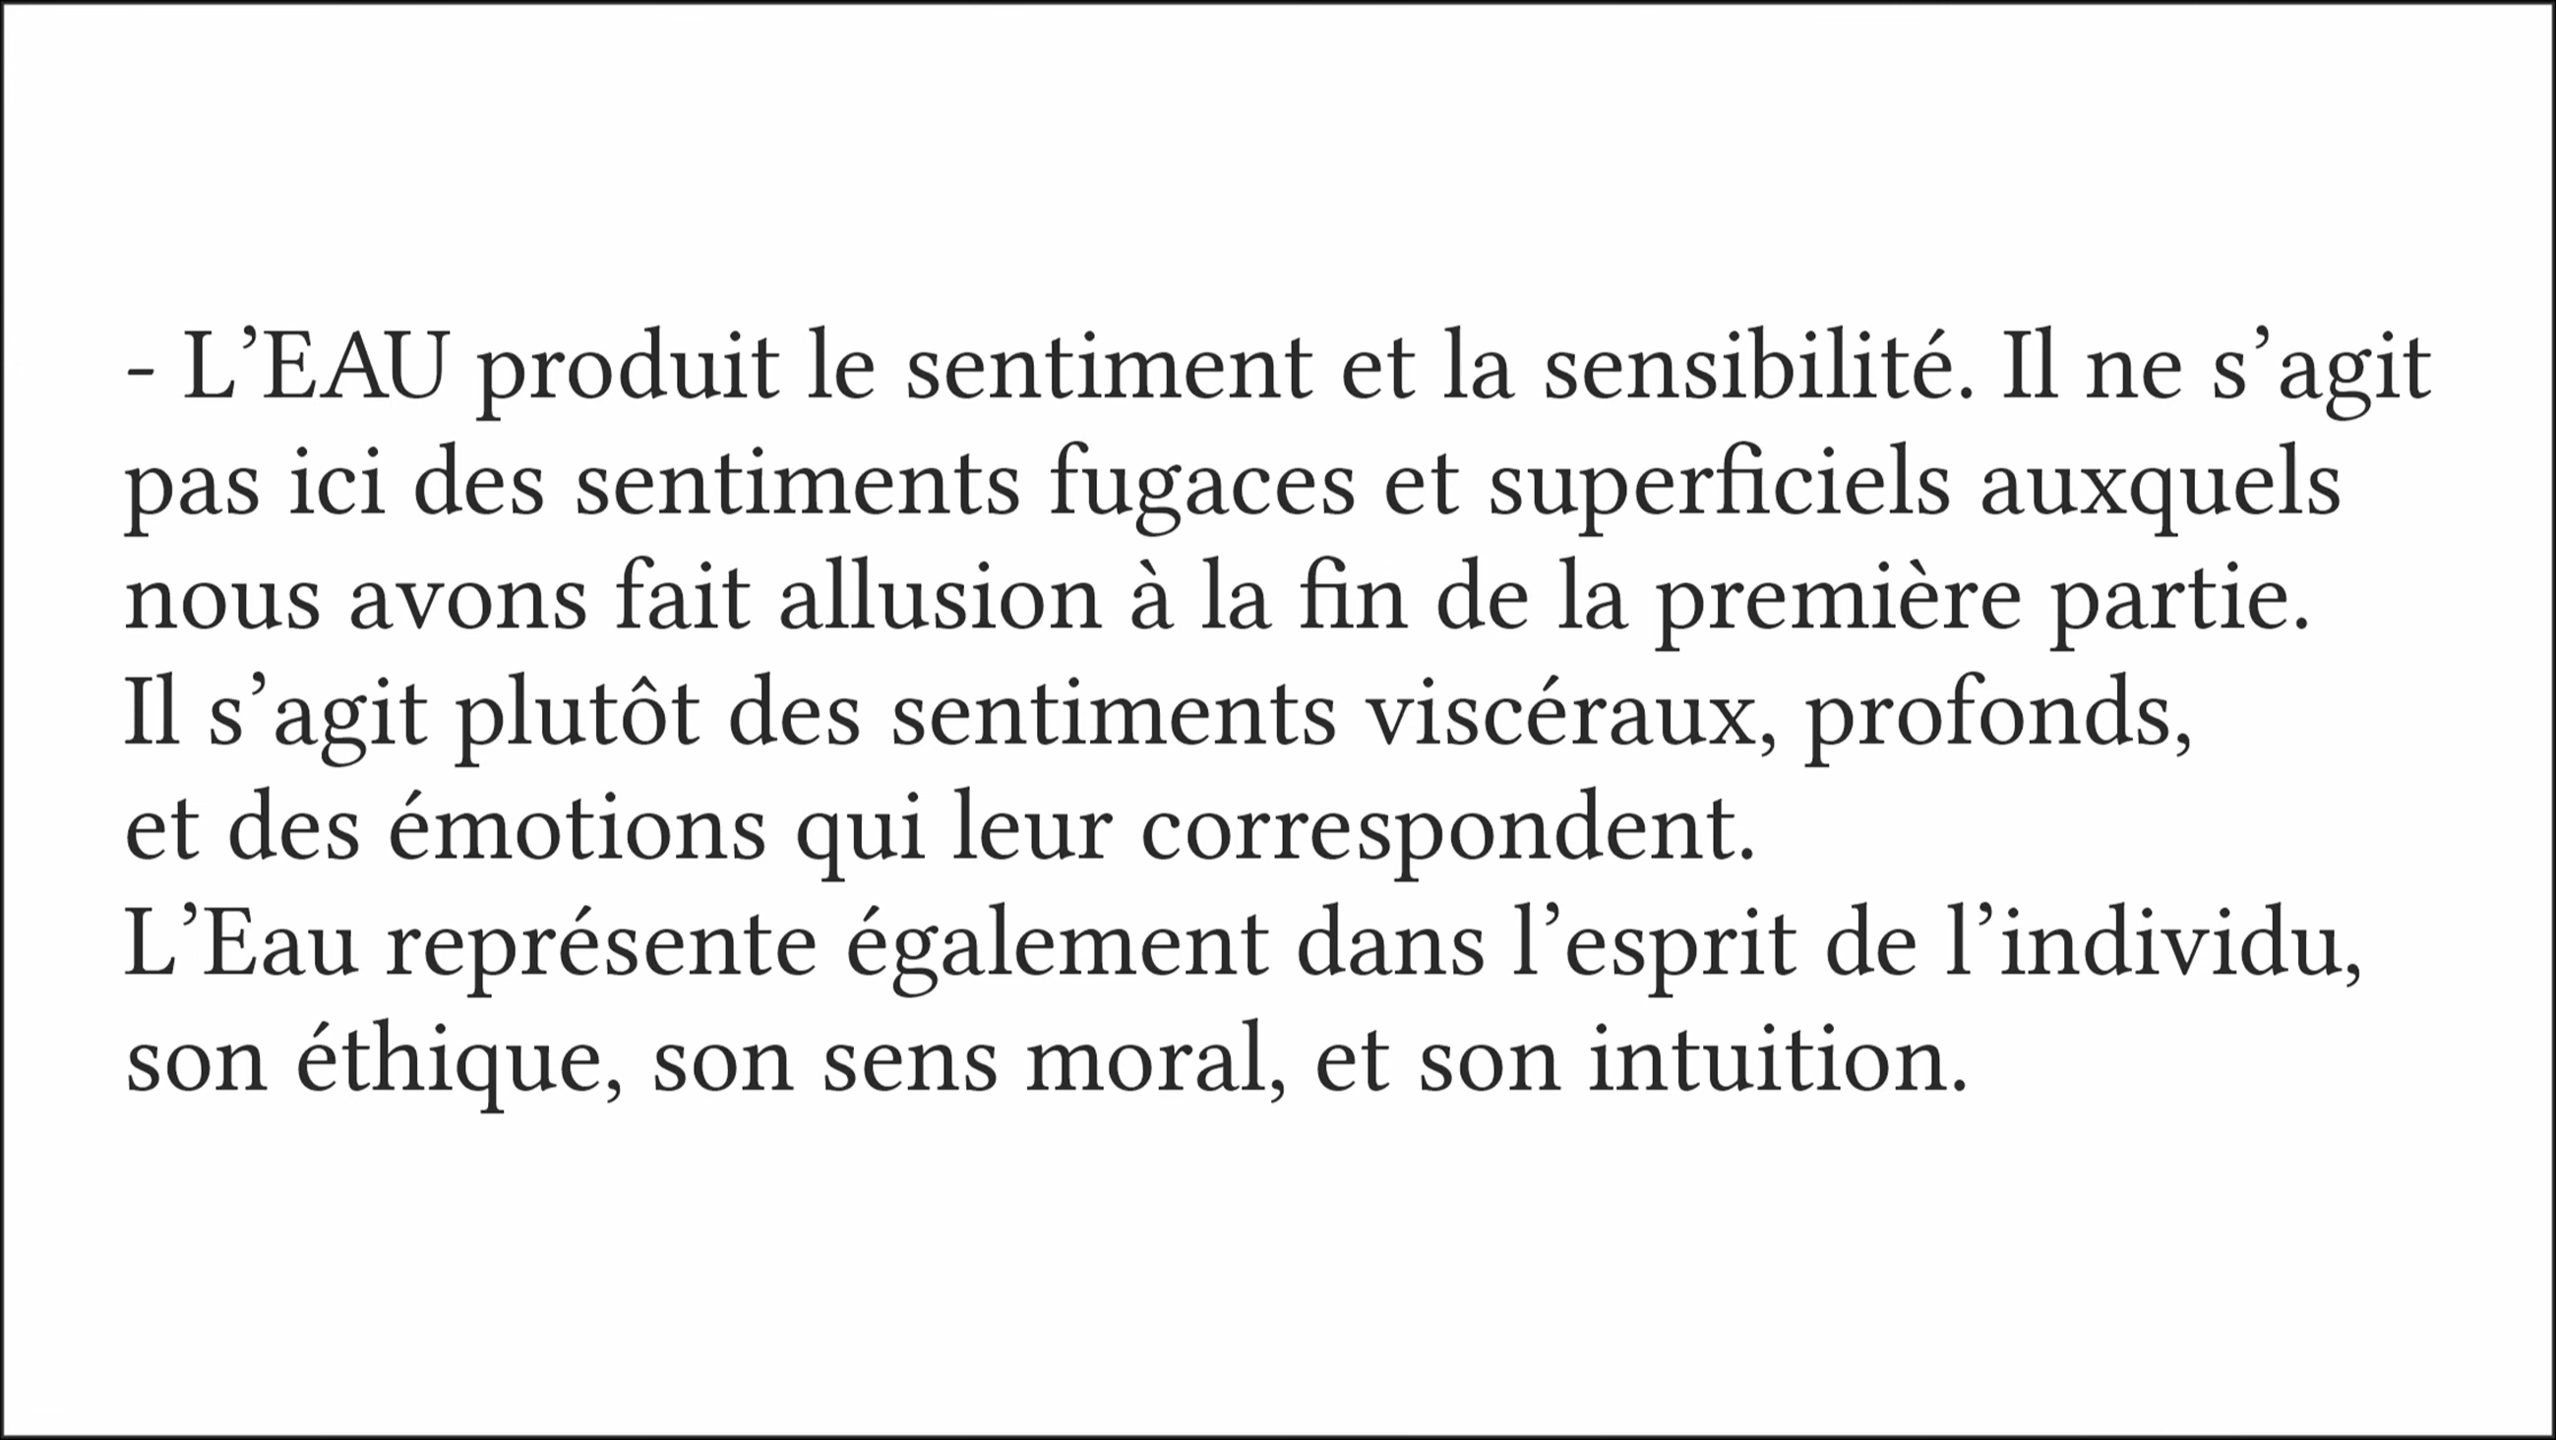 - L’EAU produit le sentiment et la sensibilité. Il ne s’agit
pas ici des sentiments fugaces et superficiels auxquels
nous avons fait allusion à la fin de la première partie.
Il s’agit plutôt des sentiments viscéraux, profonds,
et des émotions qui leur correspondent.
L’Eau représente également dans l’esprit de l’individu,
son éthique, son sens moral, et son intuition.